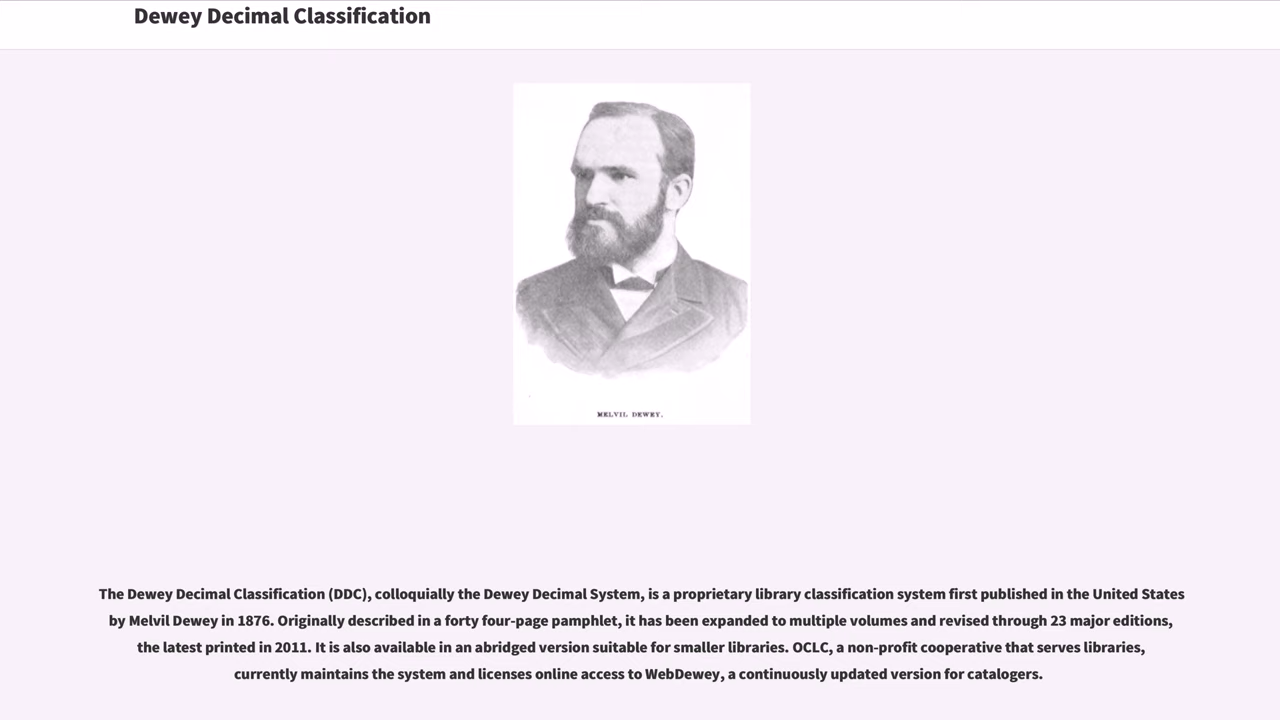 Dewey Decimal Classification
MELVIL DEWEY.
The Dewey Decimal Classification (DDC), colloquially the Dewey Decimal System, is a proprietary library classification system first published in the United States
by Melvil Dewey in 1876. Originally described in a forty four-page pamphlet, it has been expanded to multiple volumes and revised through 23 major editions,
the latest printed in 2011. It is also available in an abridged version suitable for smaller libraries. OCLC, a non-profit cooperative that serves libraries,
currently maintains the system and licenses online access to WebDewey, a continuously updated version for catalogers.